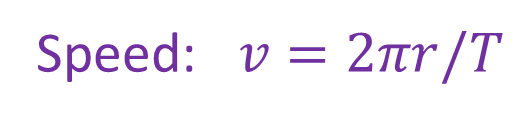 Speed: v = 2πr/T